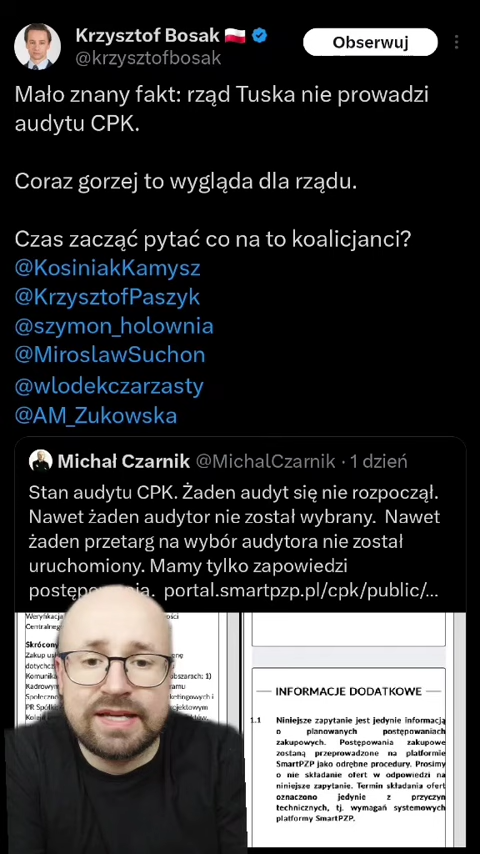 Krzysztof Bosak 🇵🇱
@krzysztofbosak
Obserwuj
Mało znany fakt: rząd Tuska nie prowadzi
audytu CPK.
Coraz gorzej to wygląda dla rządu.
Czas zacząć pytać co na to koalicjanci?
@KosiniakKamysz
@KrzysztofPaszyk
@szymon_holownia
@MiroslawSuchon
@wlodekczarzasty
@AM_Zukowska
Michał Czarnik @MichalCzarnik · 1 dzień
Stan audytu CPK. Żaden audyt się nie rozpoczął.
Nawet żaden audytor nie został wybrany. Nawet
żaden przetarg na wybór audytora nie został
uruchomiony. Mamy tylko zapowiedzi
portal.smartpzp.pl/cpk/public/...
Weryfikacja
Zakup
INFORMACJE DODATKOWE
1.1 Niniejsze zapytanie jest jedynie informacją
o planowanych postępowaniach
zakupowych. Postępowania zakupowe
zostaną przeprowadzone na platformie
SmartPZP jako odrębne procedury. Prosimy
o nie składanie ofert w odpowiedzi na
niniejsze zapytanie. Termin składania ofert
oznaczono jedynie z przyczyn
technicznych, tj. wymagań systemowych
platformy SmartPZP.